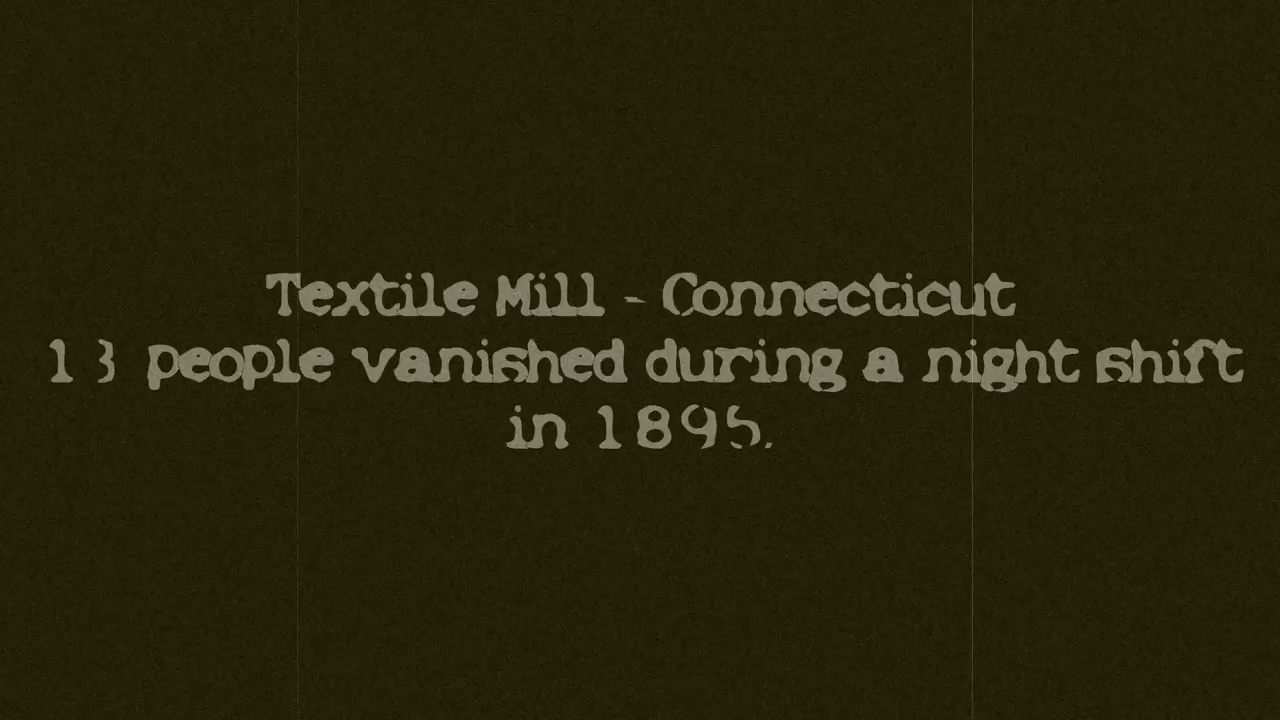 Textile Mill - Connecticut
13 people vanished during a night shift
in 1895.